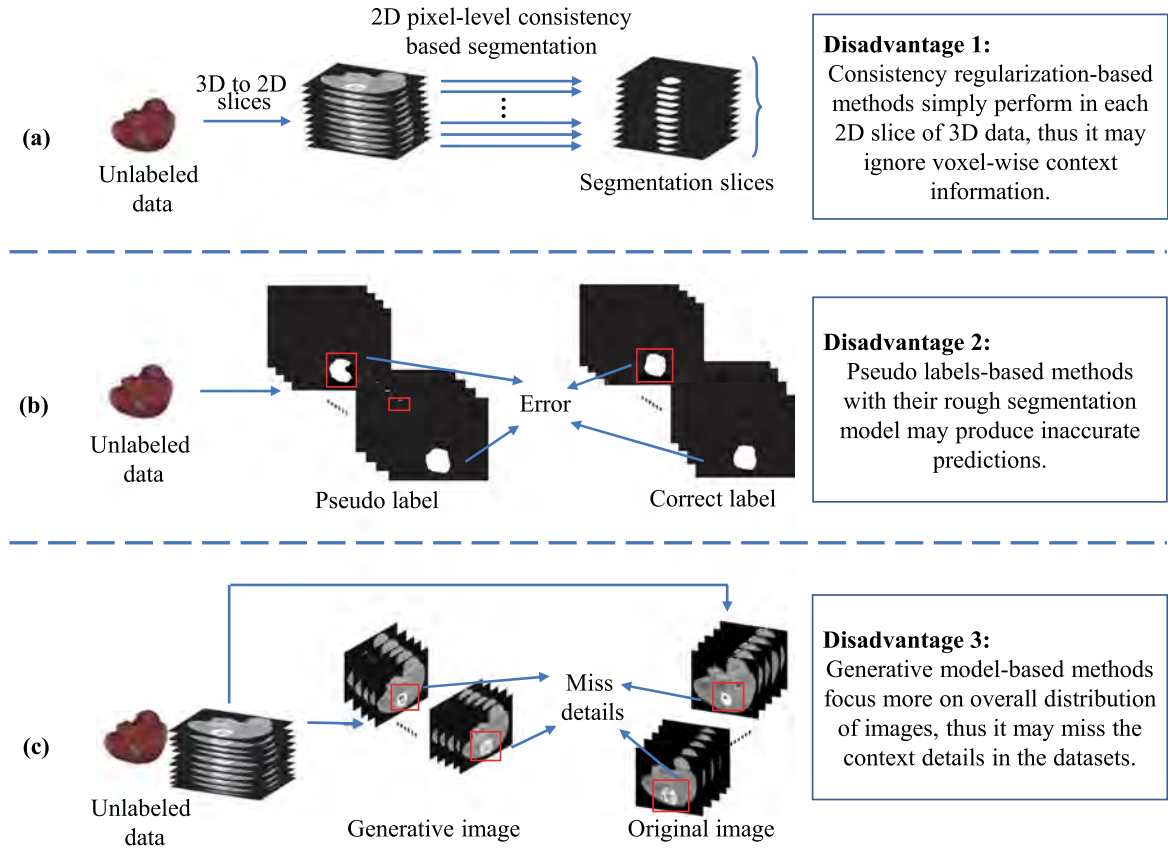 2D pixel-level consistency
based segmentation
3D to 2D
slices
(a)
Unlabeled
data
Segmentation slices
Disadvantage 1:
Consistency regularization-based
methods simply perform in each
2D slice of 3D data, thus it may
ignore voxel-wise context
information.
(b)
Unlabeled
data
Error
Pseudo label
Correct label
Disadvantage 2:
Pseudo labels-based methods
with their rough segmentation
model may produce inaccurate
predictions.
(c)
Unlabeled
data
Miss
details
Generative image
Original image
Disadvantage 3:
Generative model-based methods
focus more on overall distribution
of images, thus it may miss the
context details in the datasets.